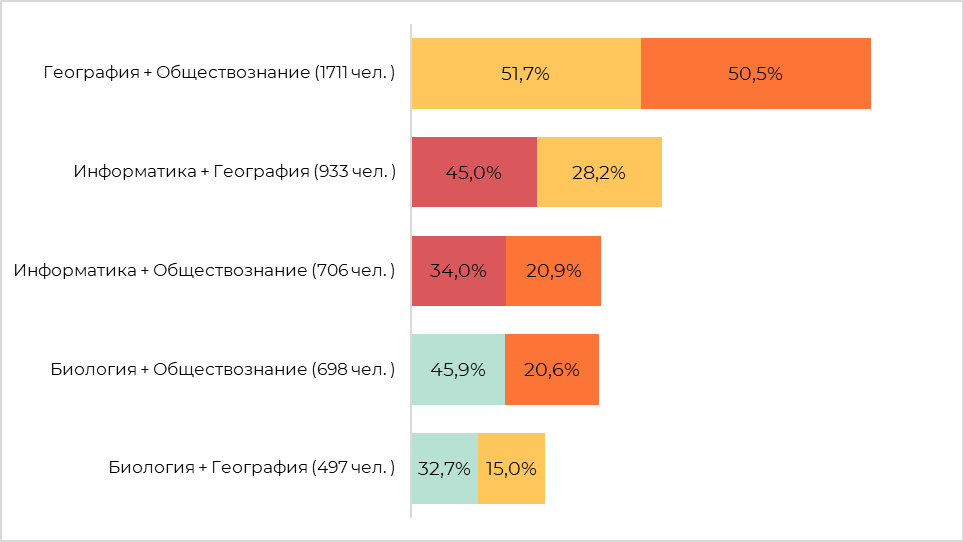 География + Обществознание (1711 чел. )
51,7% 50,5%
Информатика + География (933 чел. )
45,0% 28,2%
Информатика + Обществознание (706 чел. )
34,0% 20,9%
Биология + Обществознание (698 чел. )
45,9% 20,6%
Биология + География (497 чел. )
32,7% 15,0%